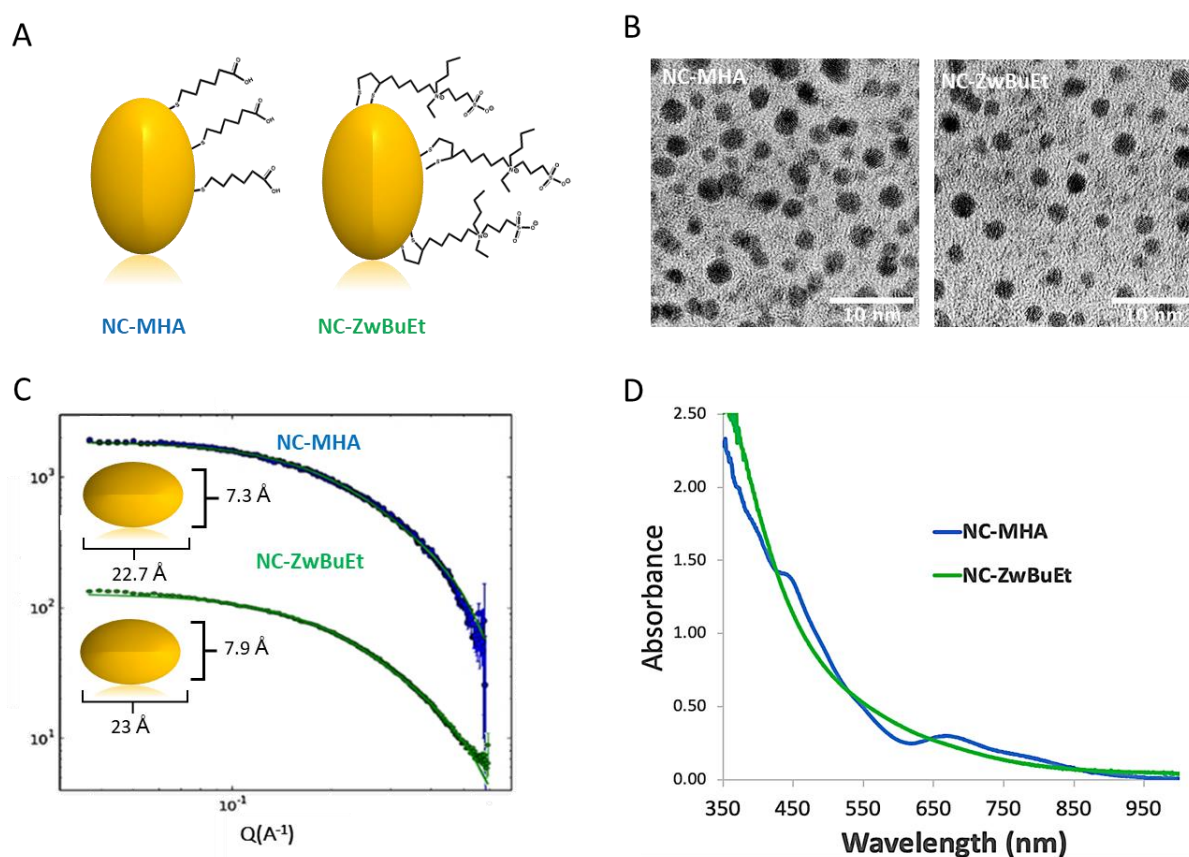 A
NC-MHA
NC-ZwBuEt
B
NC-MHA
10 nm
NC-ZwBuEt
10 nm
C
10³
10²
10¹
NC-MHA
7.3 Å
22.7 Å
NC-ZwBuEt
7.9 Å
23 Å
10⁻¹
Q(A⁻¹)
D
Absorbance
2.50
2.00
1.50
1.00
0.50
0.00
NC-MHA
NC-ZwBuEt
350 450 550 650 750 850 950
Wavelength (nm)